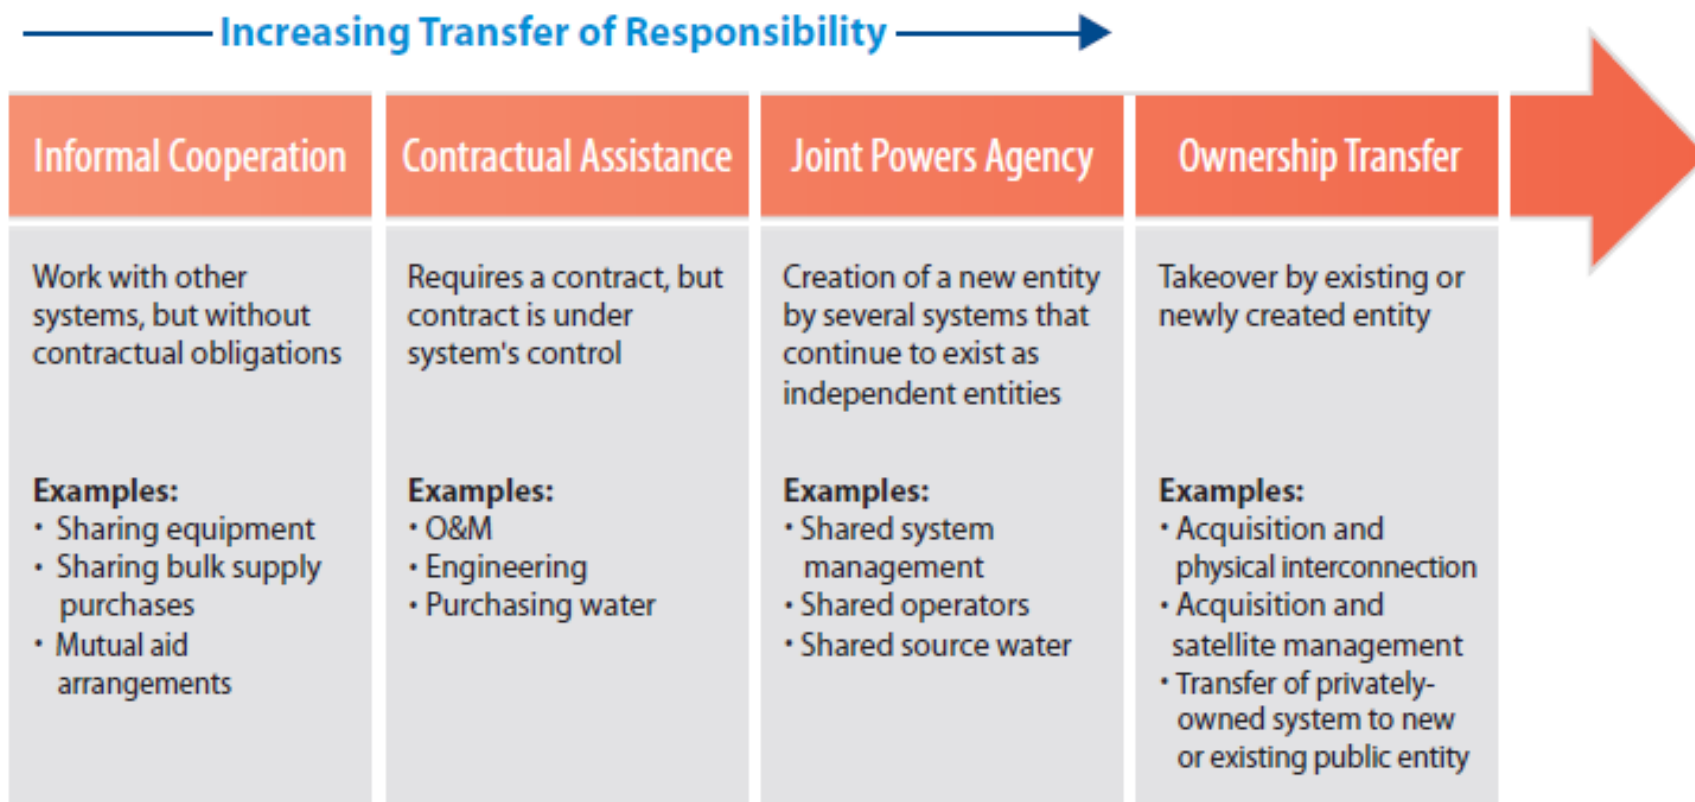 Increasing Transfer of Responsibility
Informal Cooperation
Work with other
systems, but without
contractual obligations
Examples:
• Sharing equipment
• Sharing bulk supply
purchases
• Mutual aid
arrangements
Contractual Assistance
Requires a contract, but
contract is under
system's control
Examples:
• O&M
• Engineering
• Purchasing water
Joint Powers Agency
Creation of a new entity
by several systems that
continue to exist as
independent entities
Examples:
• Shared system
management
• Shared operators
• Shared source water
Ownership Transfer
Takeover by existing or
newly created entity
Examples:
• Acquisition and
physical interconnection
• Acquisition and
satellite management
• Transfer of privately-
owned system to new
or existing public entity